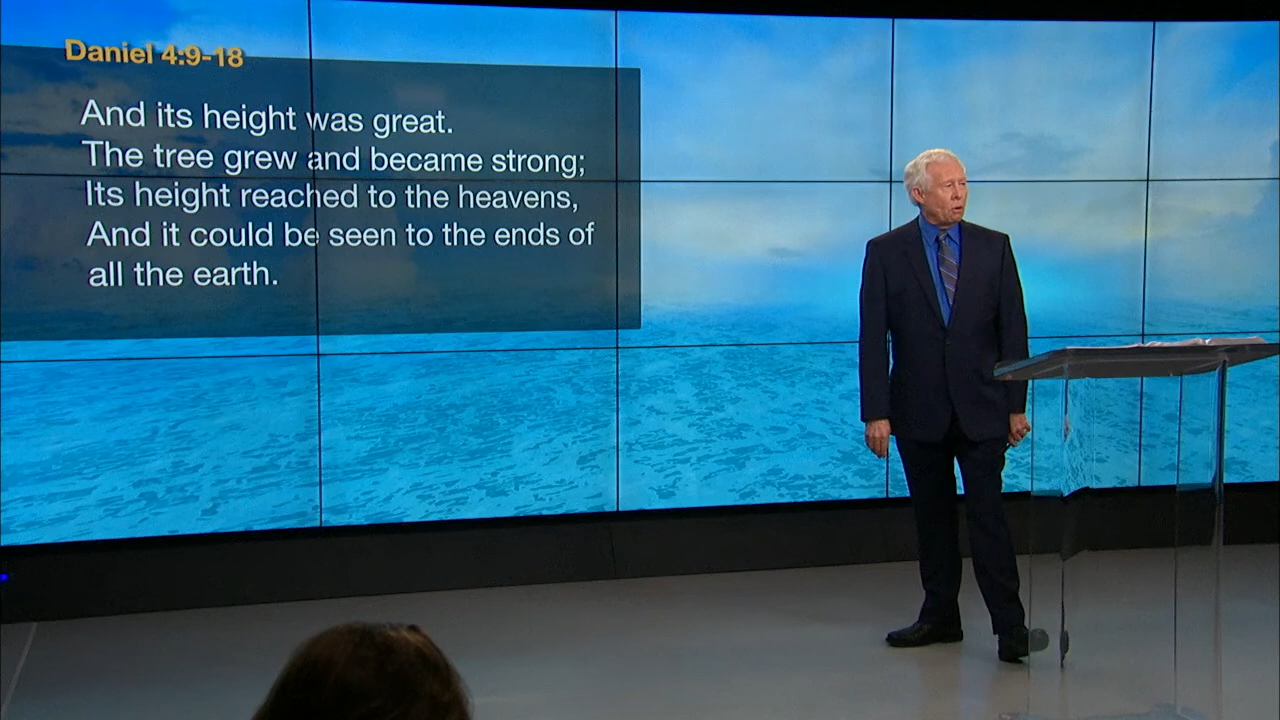 Daniel 4:9-18
And its height was great.
The tree grew and became strong;
Its height reached to the heavens,
And it could be seen to the ends of
all the earth.